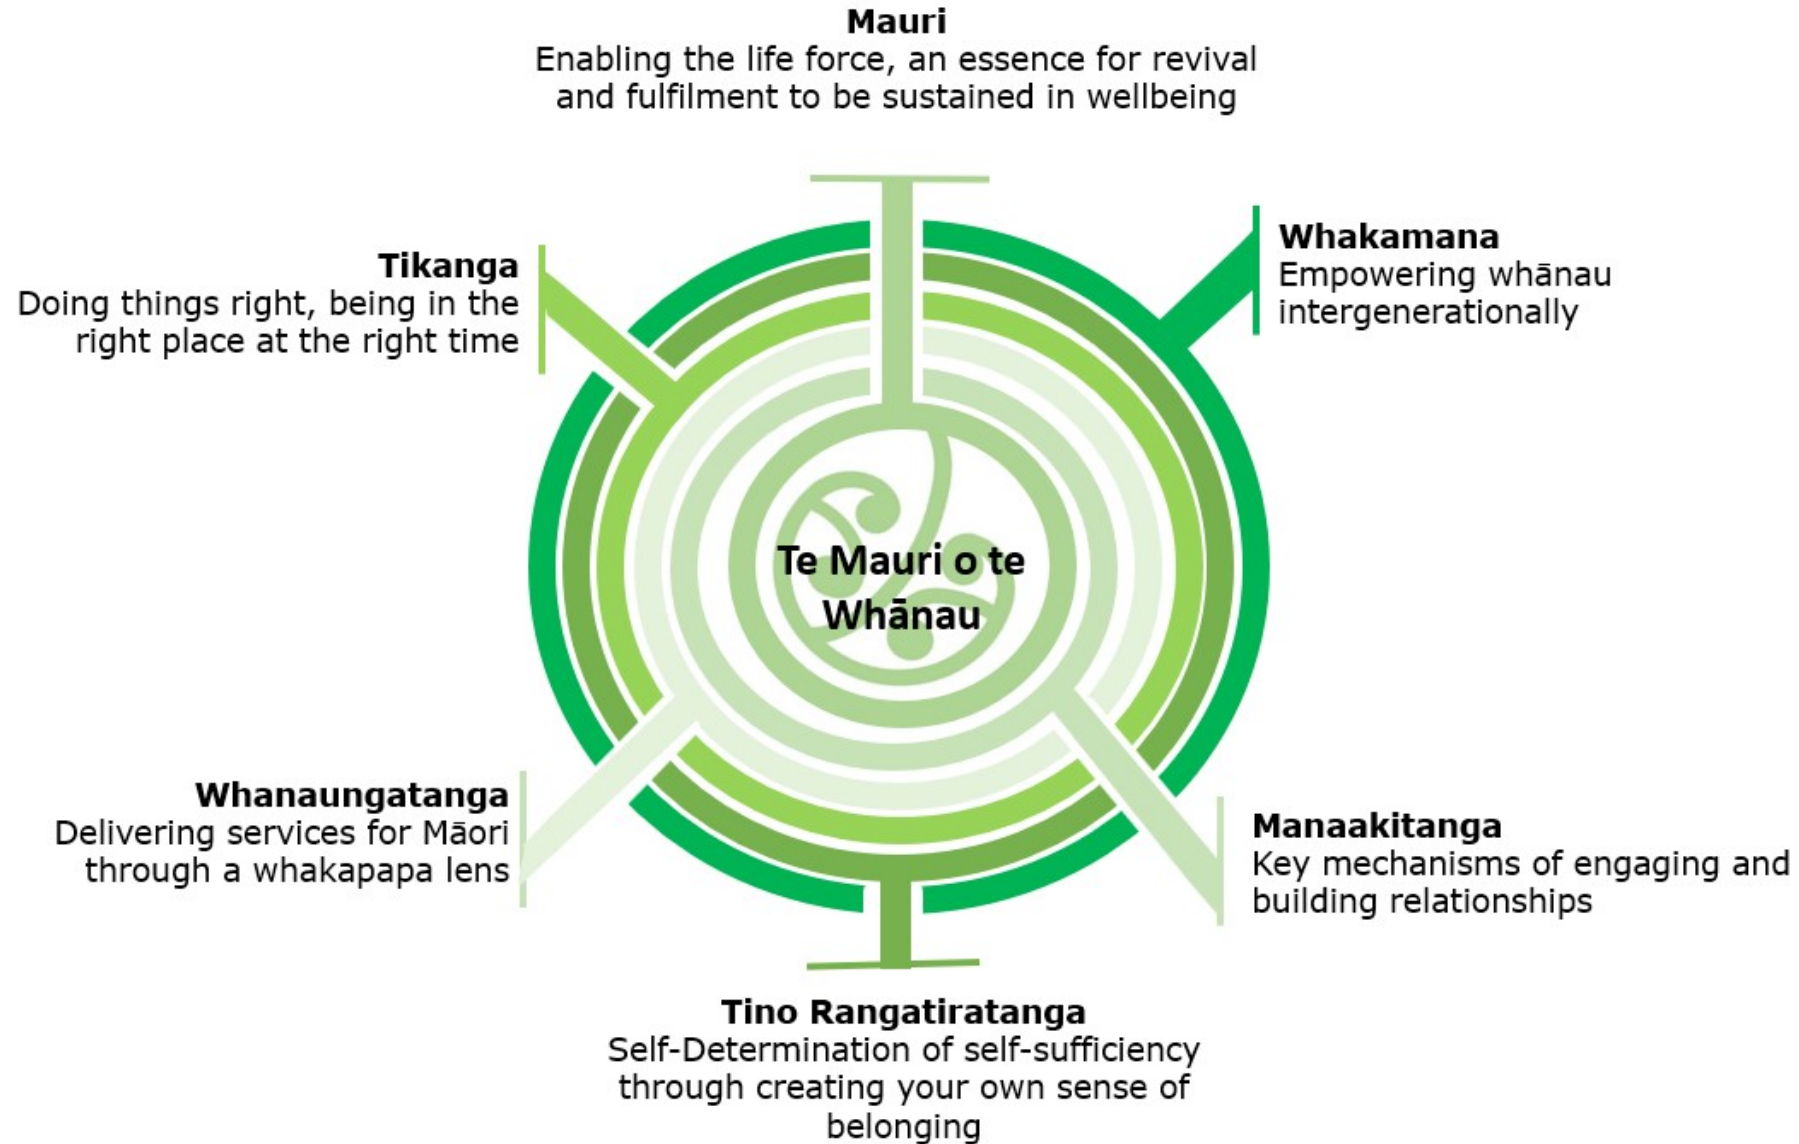 Mauri
Enabling the life force, an essence for revival
and fulfilment to be sustained in wellbeing
Whakamana
Empowering whānau
intergenerationally
Tikanga
Doing things right, being in the
right place at the right time
Te Mauri o te
Whānau
Whanaungatanga
Delivering services for Māori
through a whakapapa lens
Manaakitanga
Key mechanisms of engaging and
building relationships
Tino Rangatiratanga
Self-Determination of self-sufficiency
through creating your own sense of
belonging